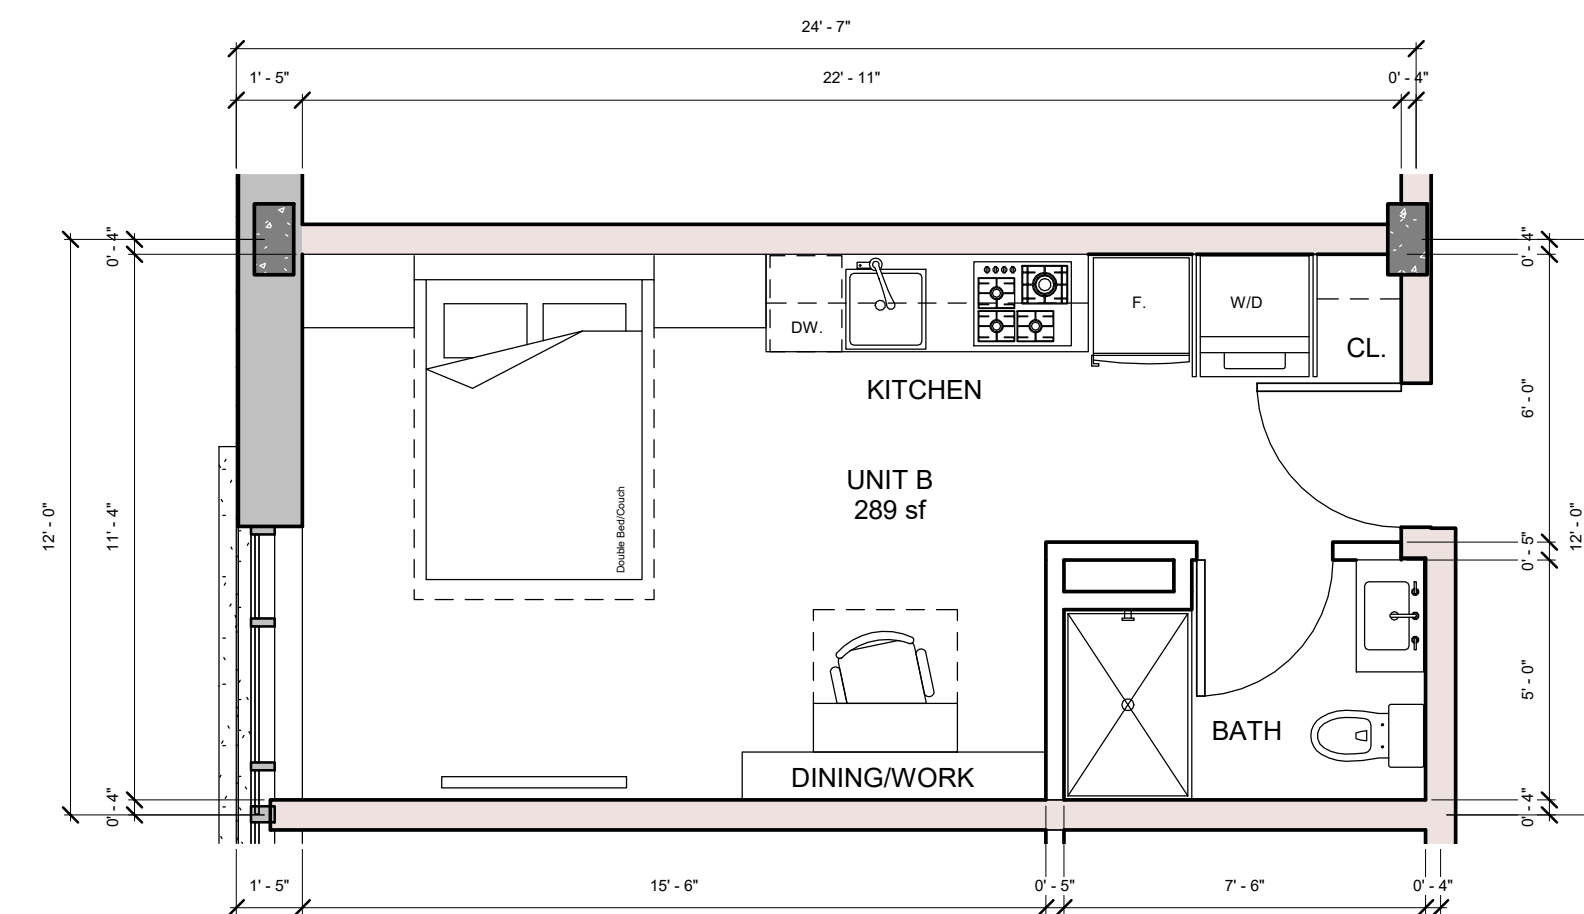 24' - 7"
1' - 5"
22' - 11"
0' - 4"
0' - 4"
0' - 4"
F.
W/D
DW.
CL.
KITCHEN
6' - 0"
UNIT B
289 sf
Double Bed/Couch
12' - 0"
11' - 4"
12' - 0"
0' - 5"
5' - 0"
BATH
DINING/WORK
0' - 4"
0' - 4"
1' - 5"
15' - 6"
0' - 5"
7' - 6"
0' - 4"